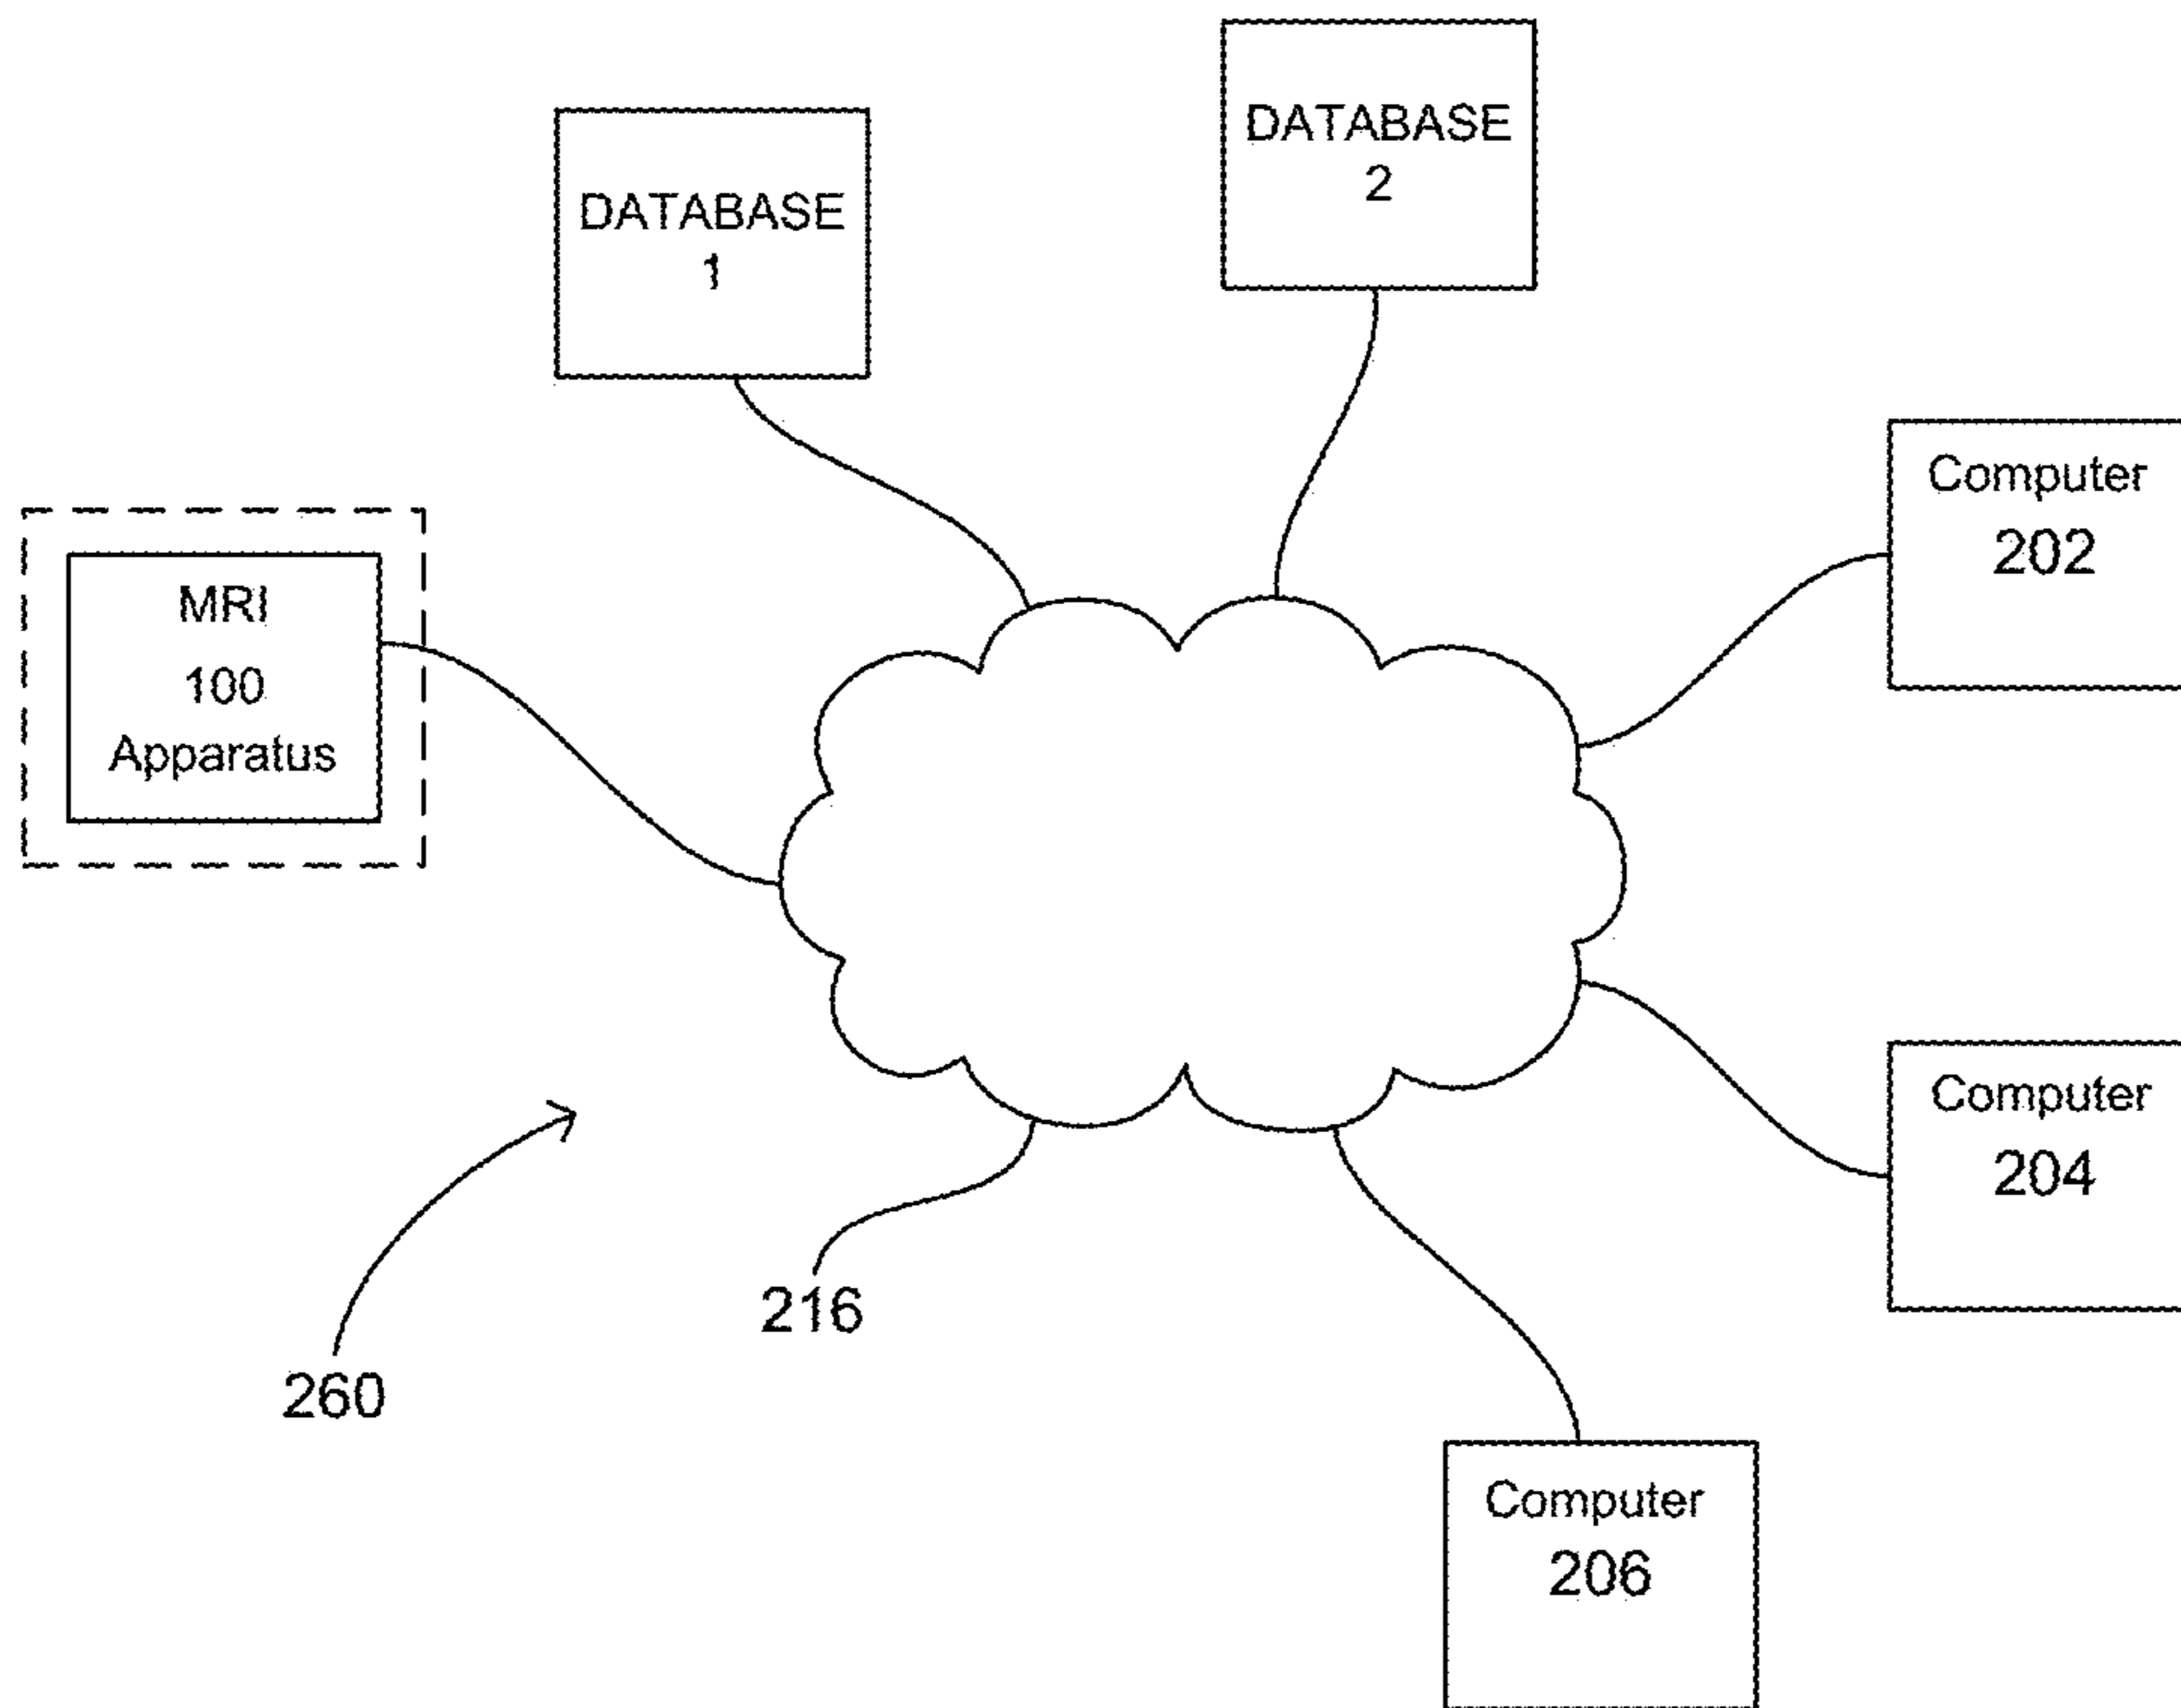 DATABASE
1
DATABASE
2
Computer
202
MRI
100
Apparatus
Computer
204
216
260
Computer
206